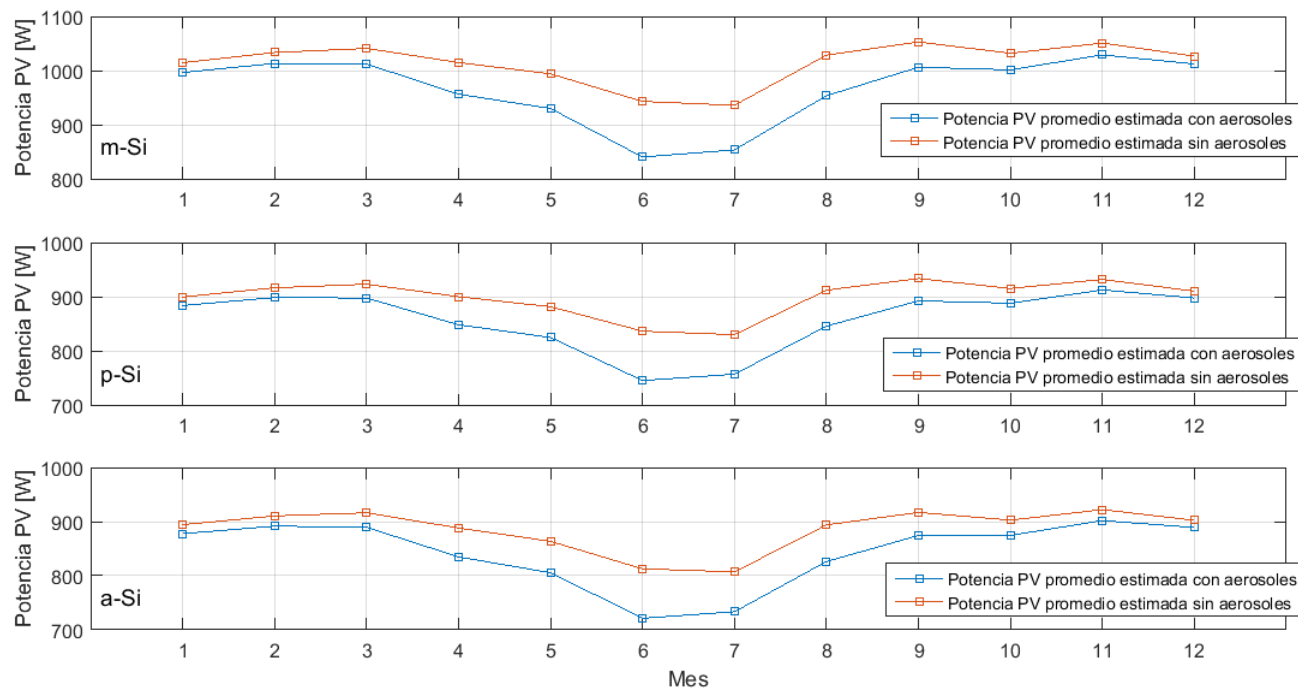 Potencia PV [W]
1100
1000
900
800
m-Si
Potencia PV promedio estimada con aerosoles
Potencia PV promedio estimada sin aerosoles
1 2 3 4 5 6 7 8 9 10 11 12
Potencia PV [W]
1000
900
800
700
p-Si
Potencia PV promedio estimada con aerosoles
Potencia PV promedio estimada sin aerosoles
1 2 3 4 5 6 7 8 9 10 11 12
Potencia PV [W]
1000
900
800
700
a-Si
Potencia PV promedio estimada con aerosoles
Potencia PV promedio estimada sin aerosoles
1 2 3 4 5 6 7 8 9 10 11 12
Mes